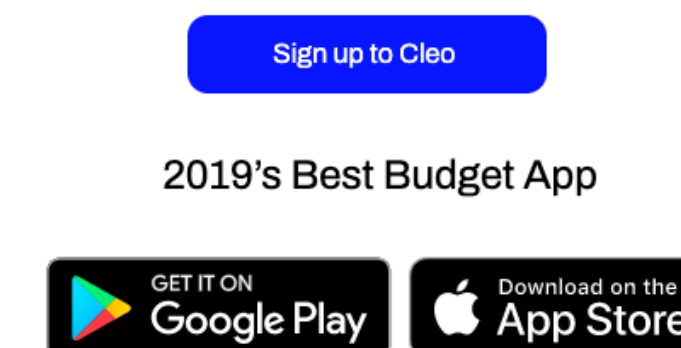 Sign up to Cleo
2019’s Best Budget App
GET IT ON
Google Play
Download on the
App Store